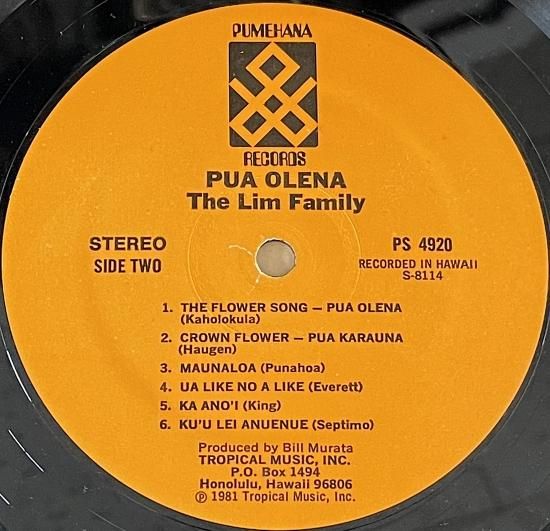 PUMEHANA
RECORDS
PUA OLENA
The Lim Family
STEREO
SIDE TWO
PS 4920
RECORDED IN HAWAII
S-8114
1. THE FLOWER SONG — PUA OLENA
(Kaholokula)
2. CROWN FLOWER — PUA KARAUNA
(Haugen)
3. MAUNALOA (Punahoa)
4. UA LIKE NO A LIKE (Everett)
5. KA ANO'I (King)
6. KU'U LEI ANUENUE (Septimo)
Produced by Bill Murata
TROPICAL MUSIC, INC.
P.O. Box 1494
Honolulu, Hawaii 96806
℗ 1981 Tropical Music, Inc.